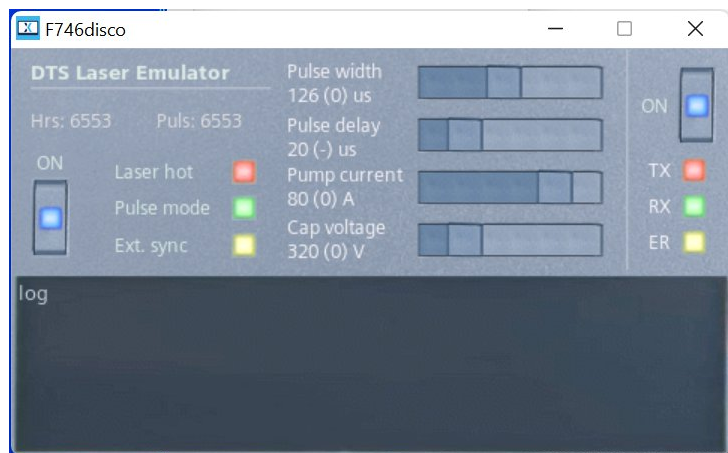 F746disco
DTS Laser Emulator
Hrs: 6553 Puls: 6553
ON
Laser hot
Pulse mode
Ext. sync
Pulse width
126 (0) us
Pulse delay
20 (-) us
Pump current
80 (0) A
Cap voltage
320 (0) V
ON
TX
RX
ER
log